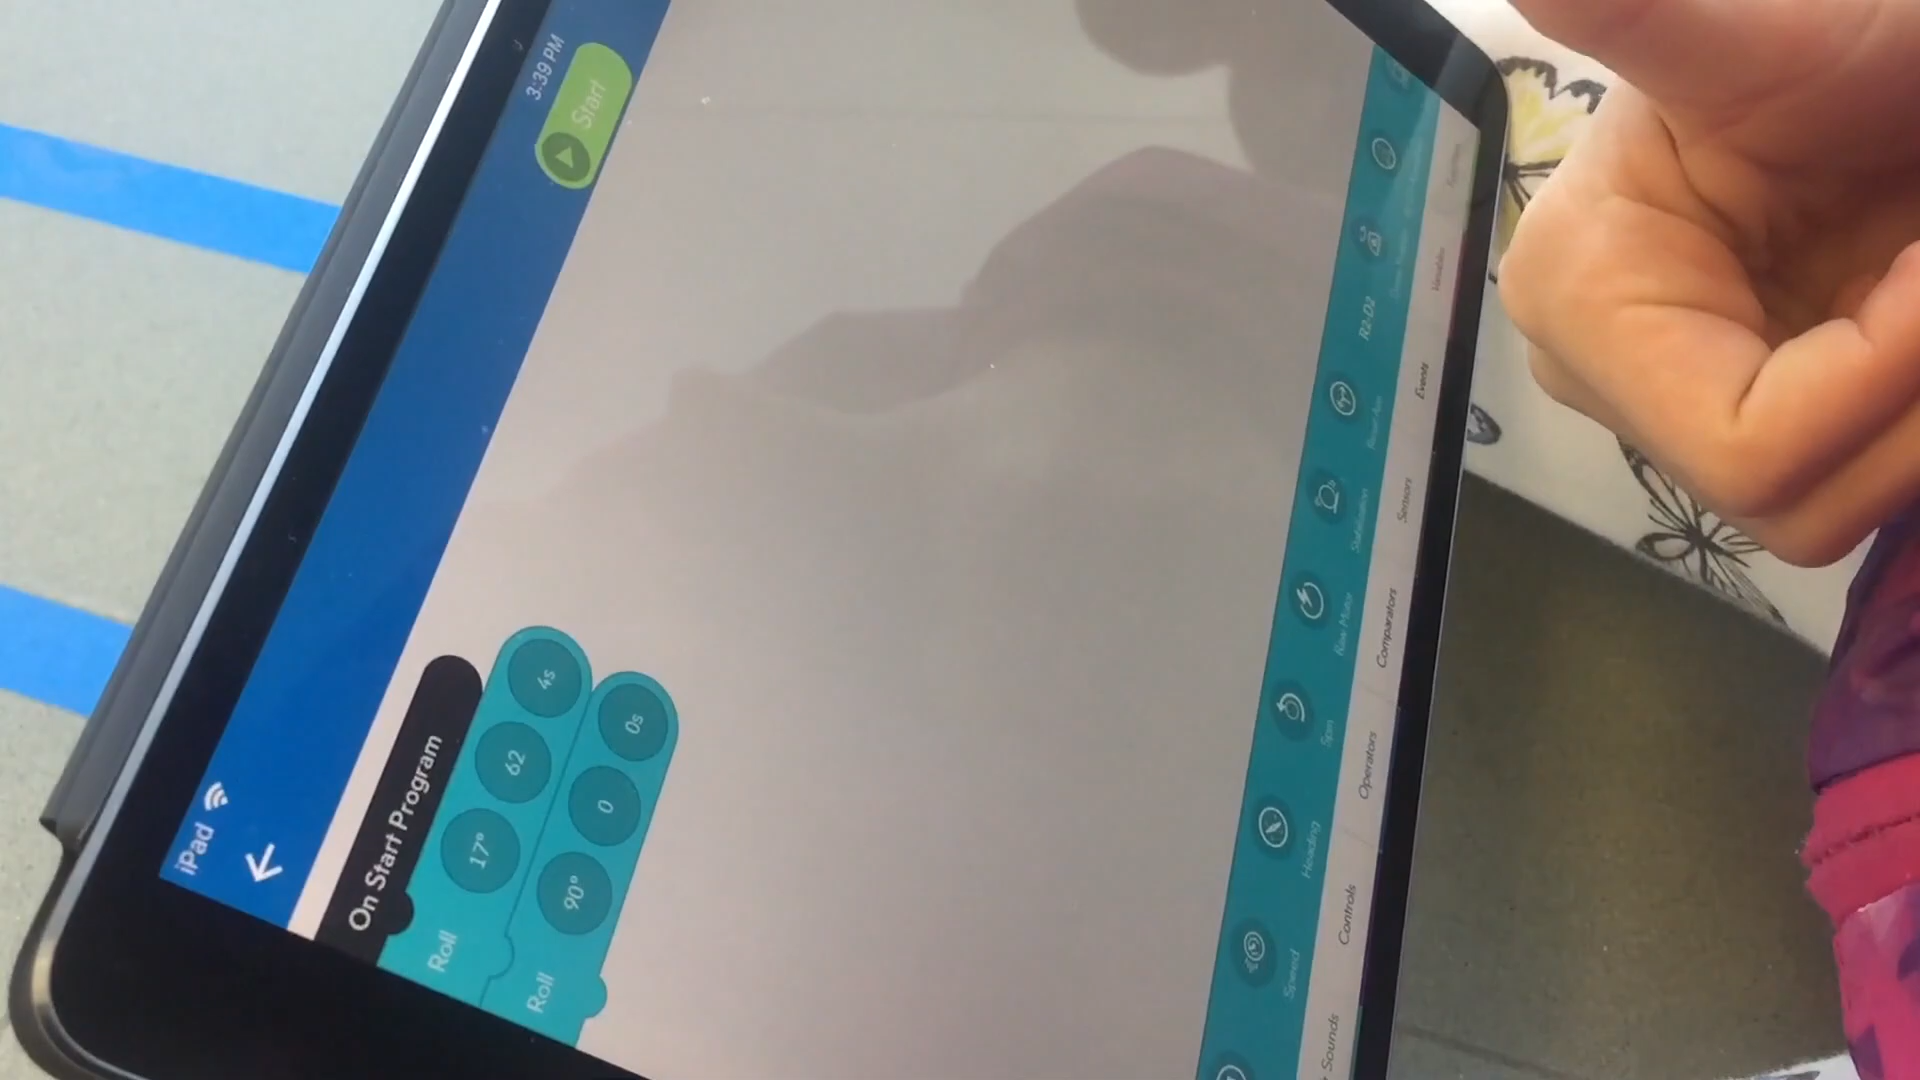 iPad 3:39 PM
Start
On Start Program
Roll 17° 62 4s
Roll 90° 0 0s
Speed Heading Spin Raw Motor Stabilization Reset Aim R2-D2
Sounds Controls Operators Comparators Sensors Events Variables